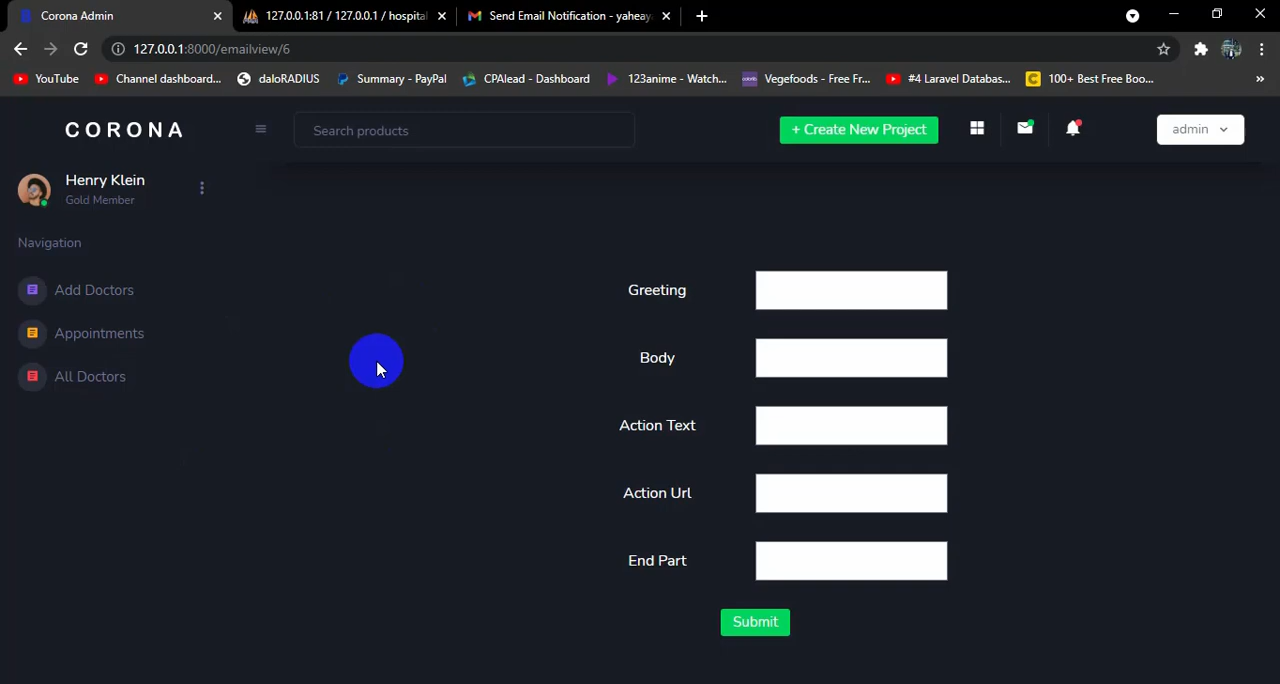 Corona Admin
127.0.0.1:81 / 127.0.0.1 / hospital
Send Email Notification - yaheay
127.0.0.1:8000/emailview/6
YouTube
Channel dashboard...
daloRADIUS
Summary - PayPal
CPAlead - Dashboard
123anime - Watch...
Vegefoods - Free Fr...
#4 Laravel Databas...
100+ Best Free Boo...
»
CORONA
Search products
+ Create New Project
admin
Henry Klein
Gold Member
Navigation
Add Doctors
Appointments
All Doctors
Greeting
Body
Action Text
Action Url
End Part
Submit